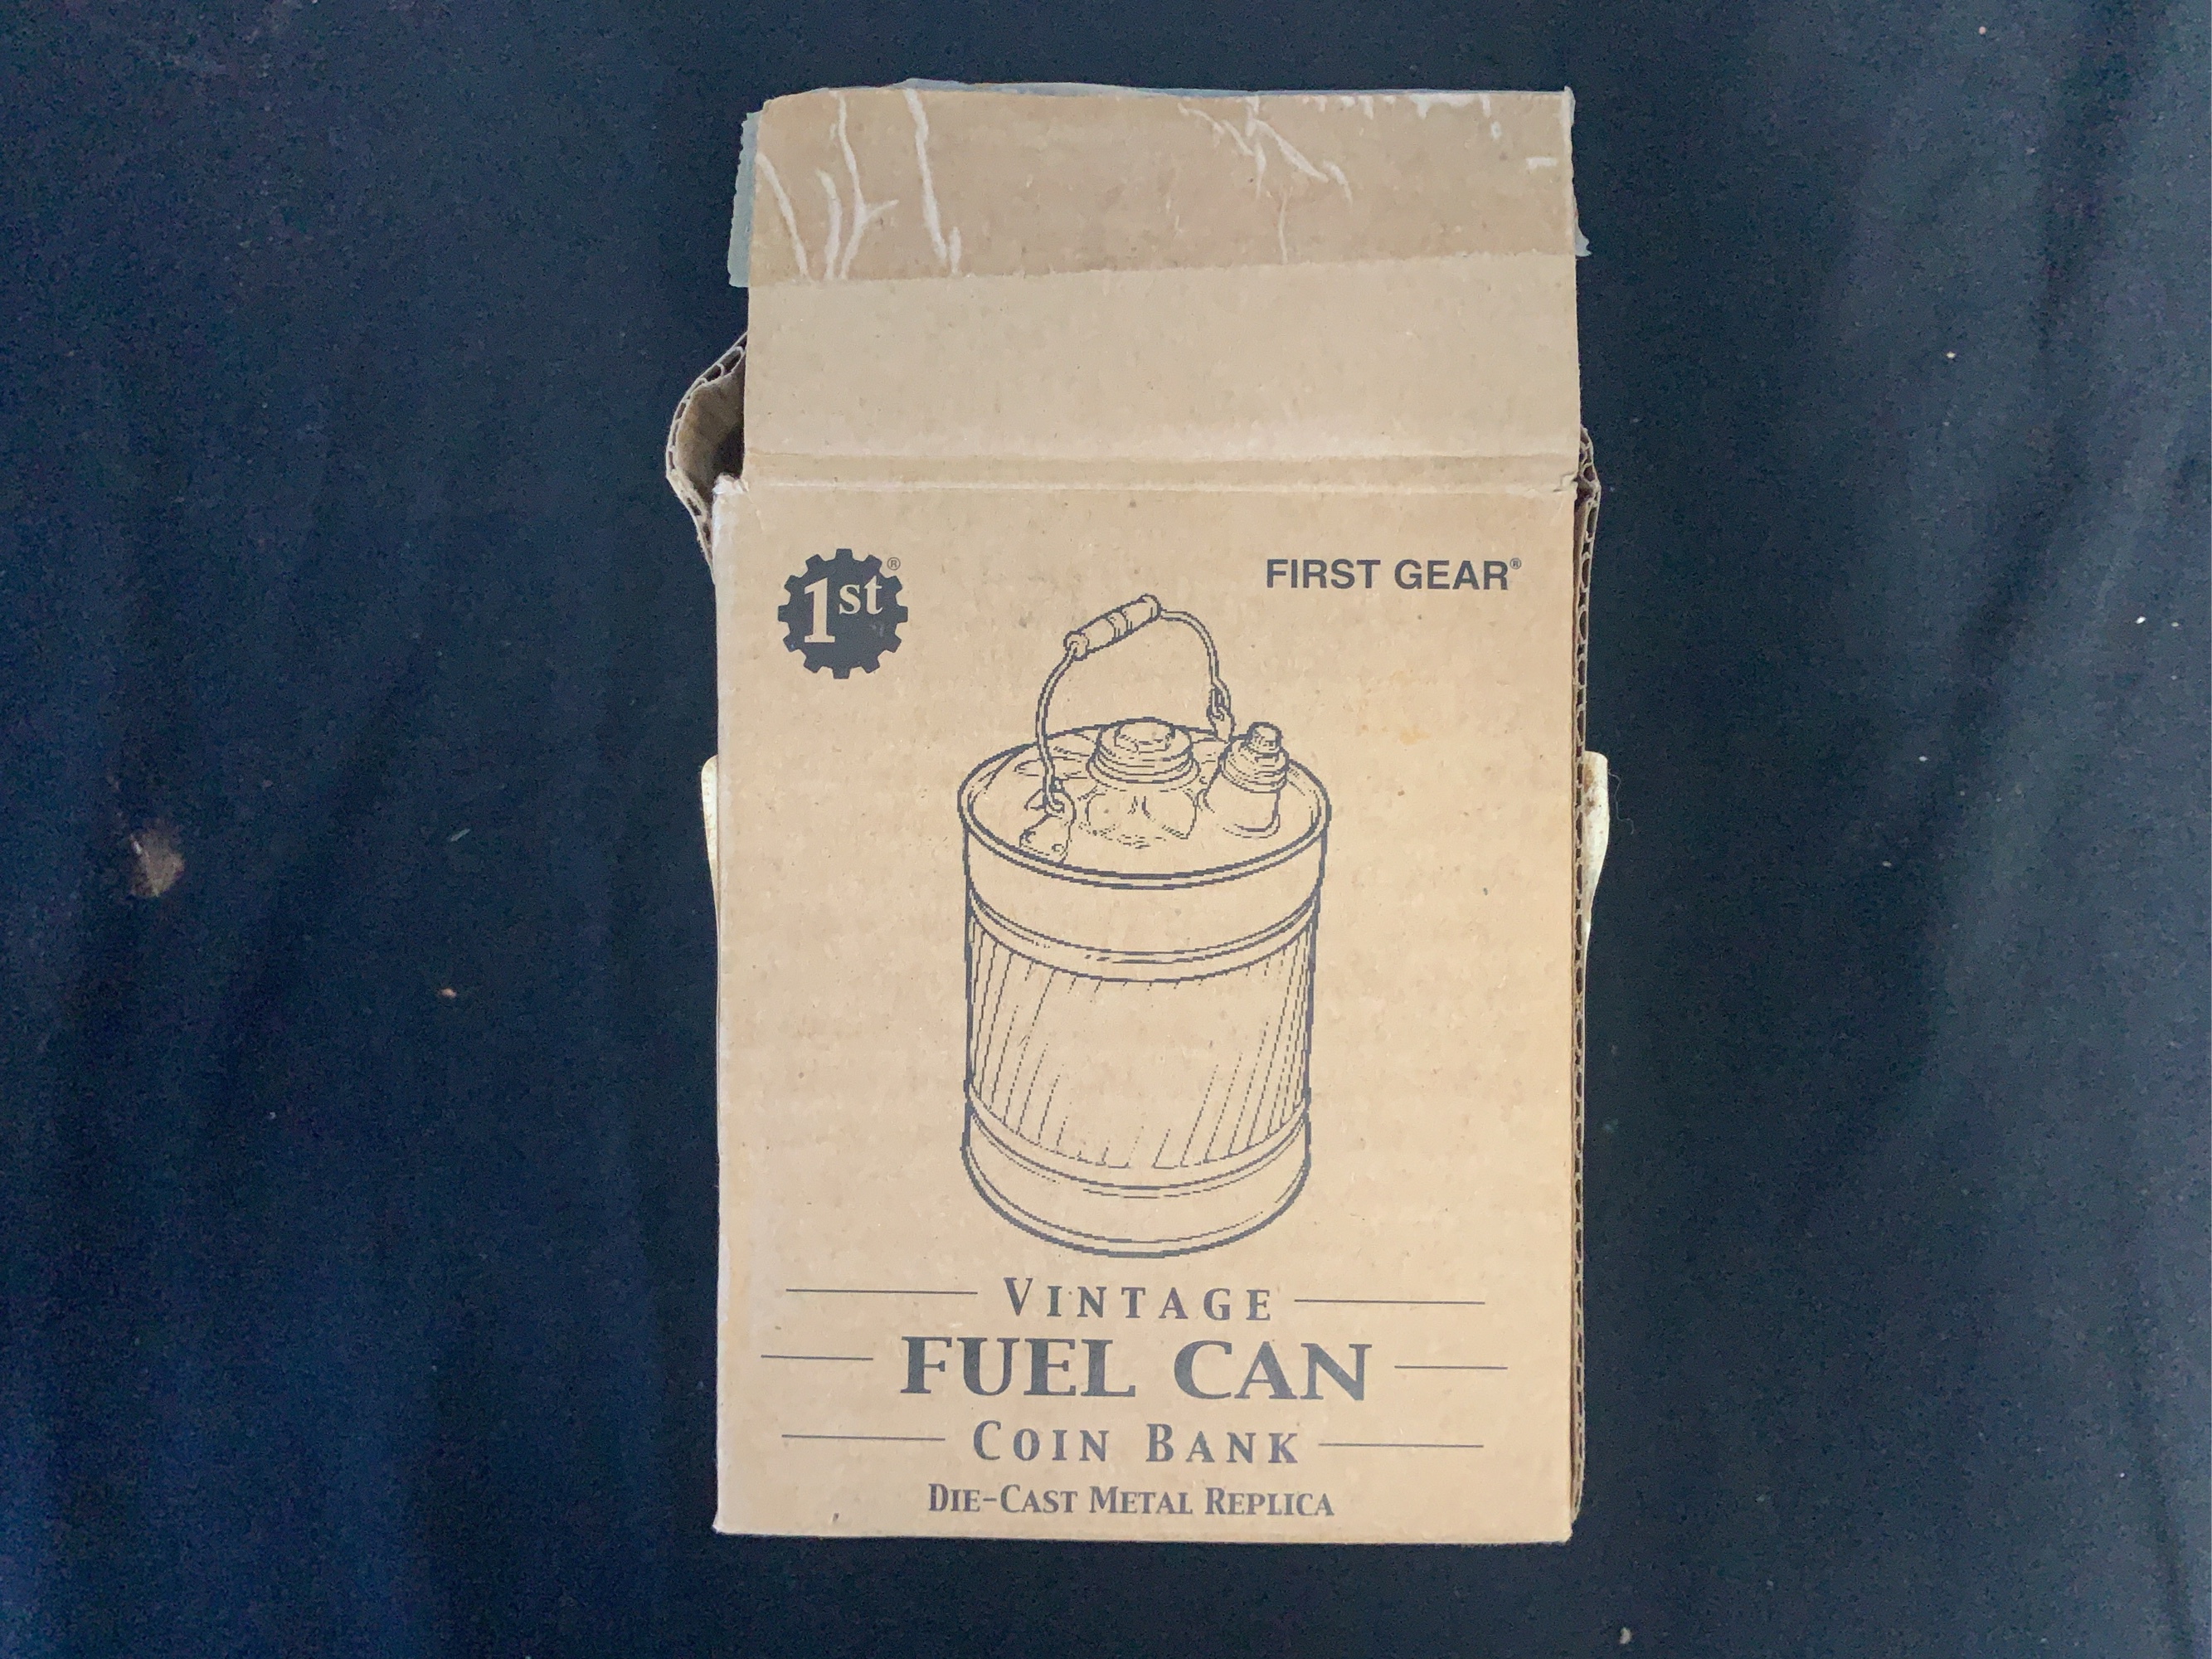 1st®
FIRST GEAR®
VINTAGE
FUEL CAN
COIN BANK
DIE-CAST METAL REPLICA